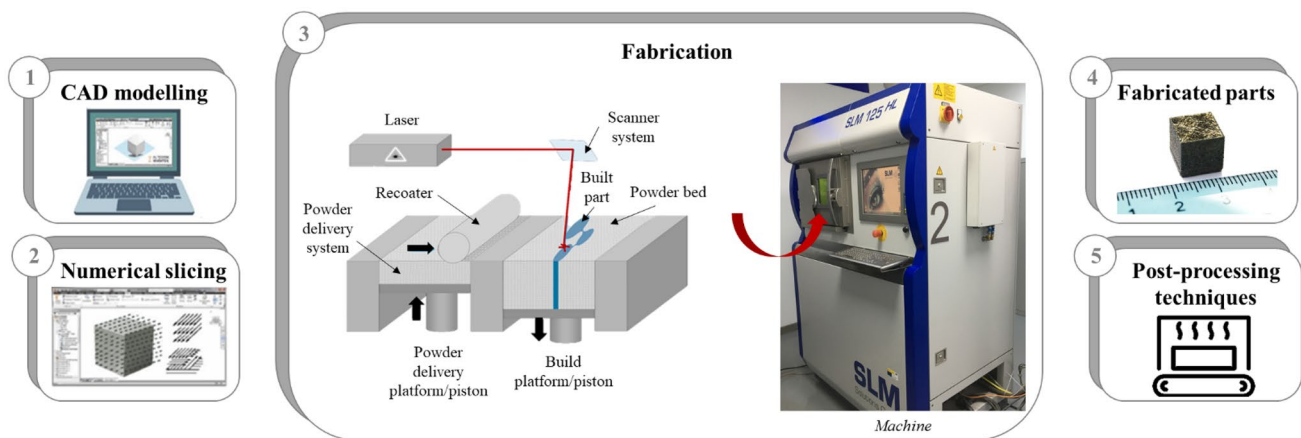 1
CAD modelling
2
Numerical slicing
3
Fabrication
Laser
Scanner
system
Recoater
Built
part
Powder bed
Powder
delivery
system
Powder
delivery
platform/piston
Build
platform/piston
SLM 125 HL
SLM
2
SLM
Machine
4
Fabricated parts
1
2
3
5
Post-processing
techniques